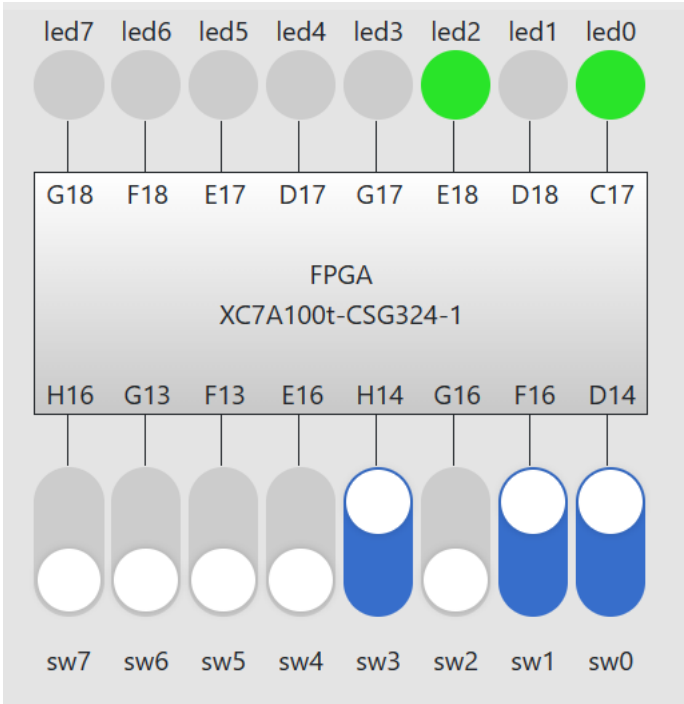 led7 led6 led5 led4 led3 led2 led1 led0
G18 F18 E17 D17 G17 E18 D18 C17
FPGA
XC7A100t-CSG324-1
H16 G13 F13 E16 H14 G16 F16 D14
sw7 sw6 sw5 sw4 sw3 sw2 sw1 sw0